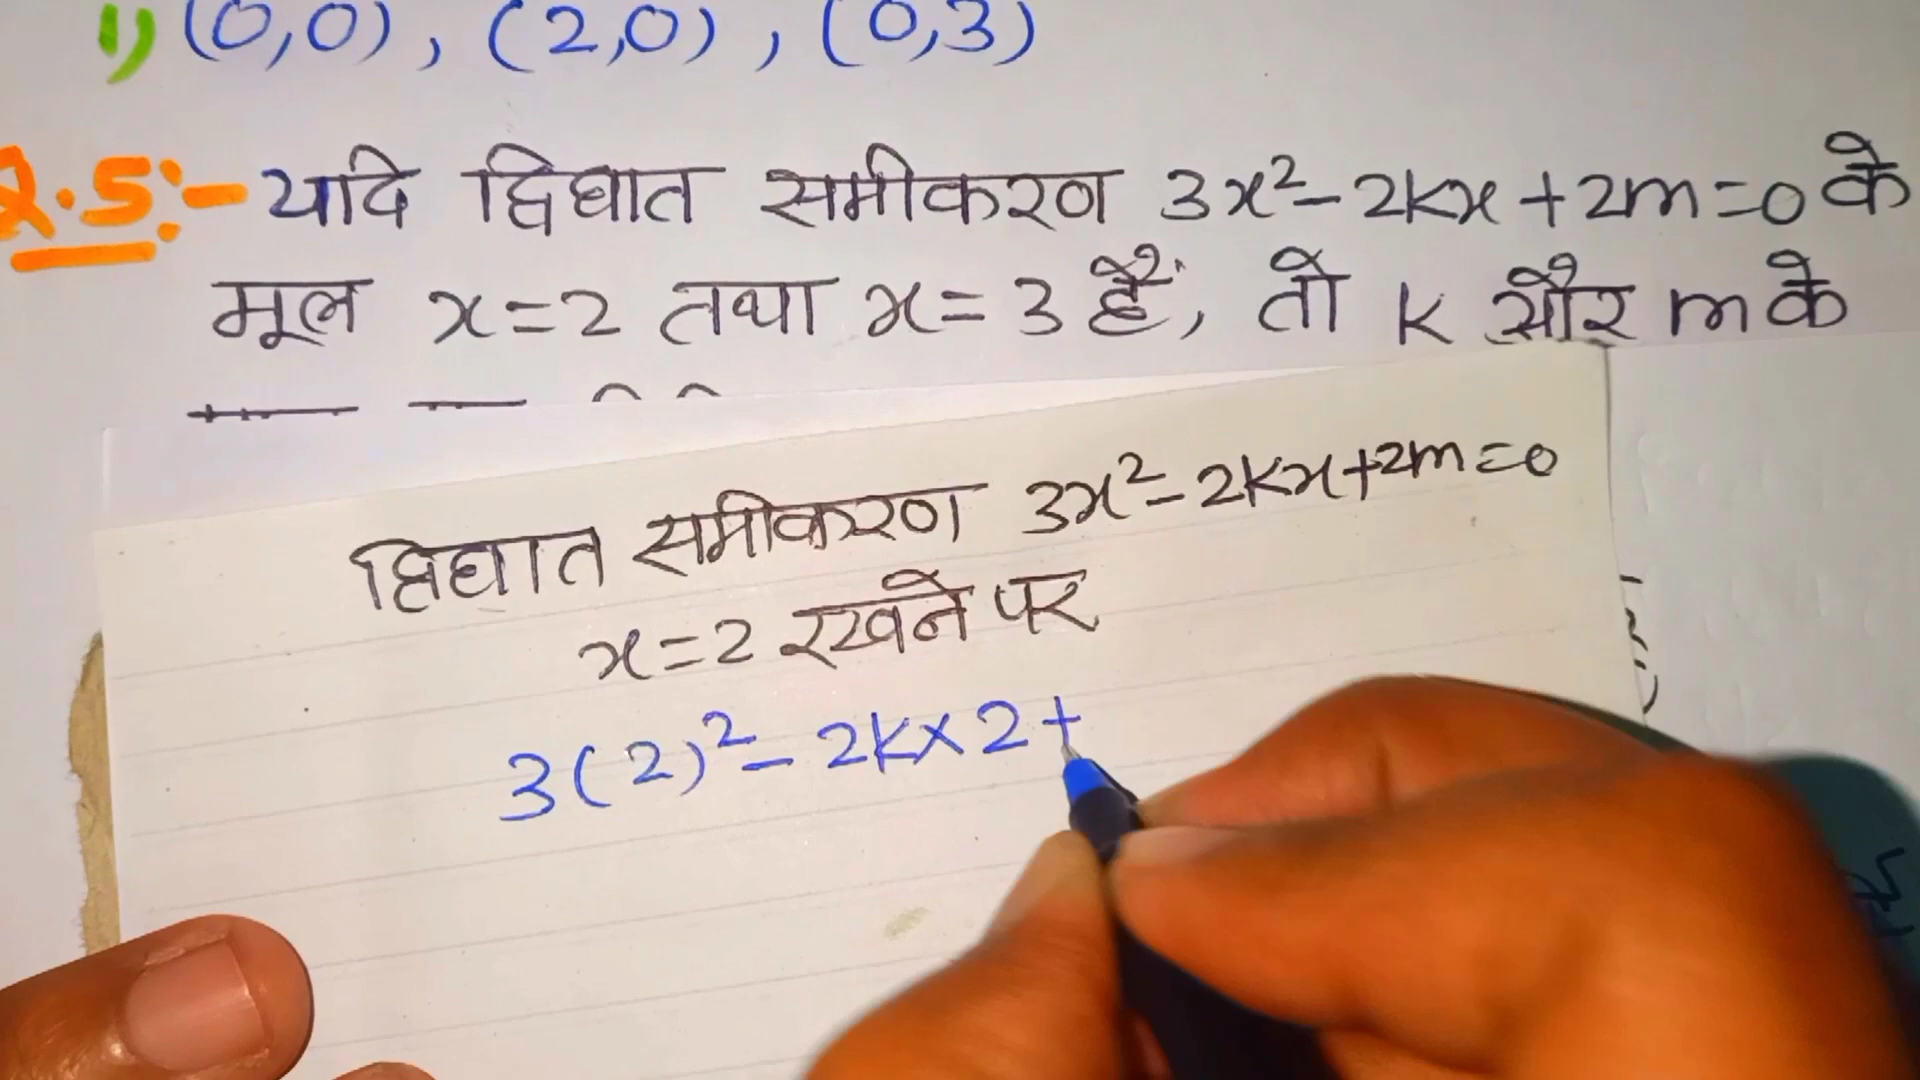 1) (0,0), (2,0), (0,3)
Q.5:- यदि द्विघात समीकरण 3x²-2kx+2m=0 के
मूल x=2 तथा x=3 हैं, तो k और m के
द्विघात समीकरण 3x²-2kx+2m=0
x=2 रखने पर
3(2)²-2k×2+